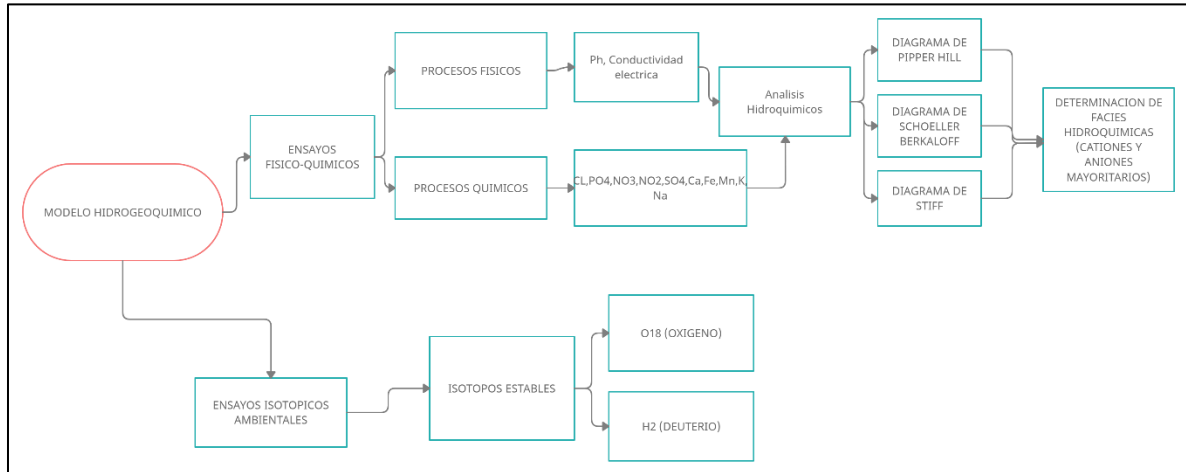 MODELO HIDROGEOQUIMICO
ENSAYOS
FISICO-QUIMICOS
PROCESOS FISICOS
Ph, Conductividad
electrica
PROCESOS QUIMICOS
CL,PO4,NO3,NO2,SO4,Ca,Fe,Mn,K,
Na
Analisis
Hidroquimicos
DIAGRAMA DE
PIPPER HILL
DIAGRAMA DE
SCHOELLER
BERKALOFF
DIAGRAMA DE
STIFF
DETERMINACION DE
FACIES
HIDROQUIMICAS
(CATIONES Y
ANIONES
MAYORITARIOS)
ENSAYOS ISOTOPICOS
AMBIENTALES
ISOTOPOS ESTABLES
O18 (OXIGENO)
H2 (DEUTERIO)